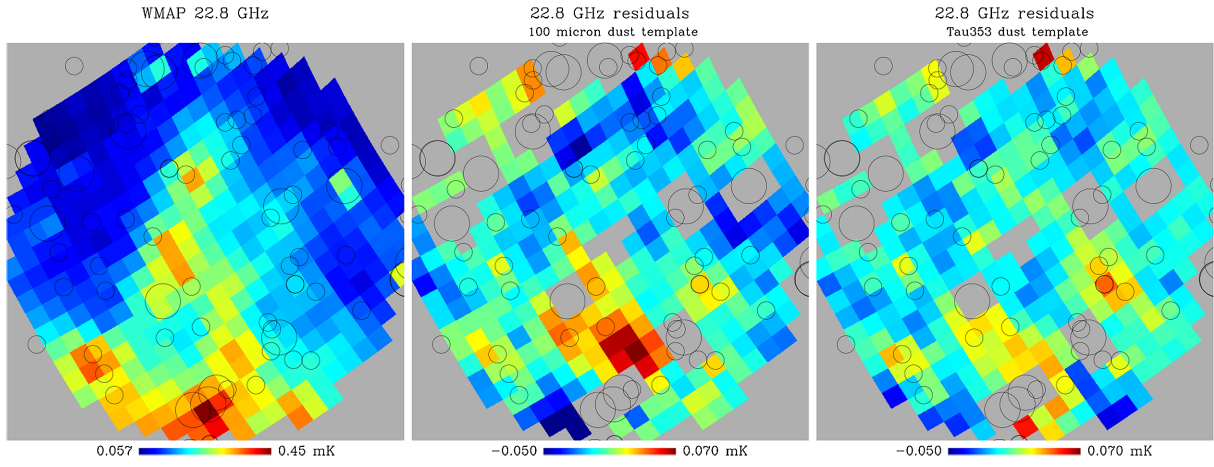 WMAP 22.8 GHz
22.8 GHz residuals
100 micron dust template
22.8 GHz residuals
Tau353 dust template
0.057 0.45 mK
−0.050 0.070 mK
−0.050 0.070 mK